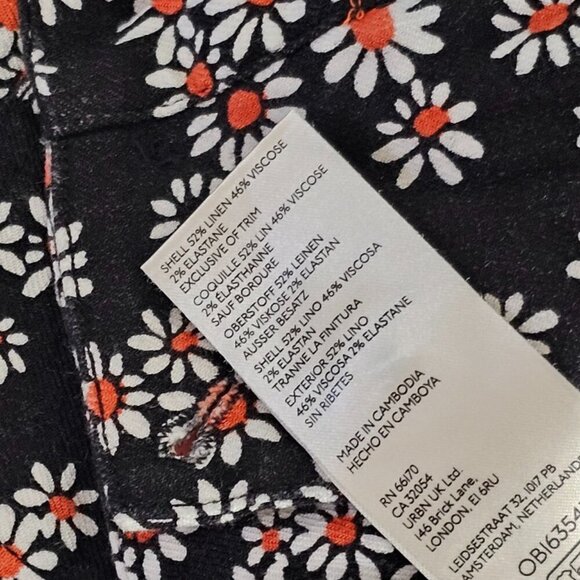 SHELL 52% LINEN 46% VISCOSE
2% ELASTANE
EXCLUSIVE OF TRIM
COQUILLE 52% LIN 46% VISCOSE
2% ÉLASTHANNE
SAUF BORDURE
OBERSTOFF 52% LEINEN
46% VISKOSE 2% ELASTAN
AUSSER BESATZ
SHELL 52% LINO 46% VISCOSA
2% ELASTAN
TRANNE LA FINITURA
EXTERIOR 52% LINO
46% VISCOSA 2% ELASTANE
SIN RIBETES
MADE IN CAMBODIA
HECHO EN CAMBOYA
RN 66170
CA 32054
URBN UK Ltd.
146 Brick Lane,
LONDON, E1 6RU
LEIDSESTRAAT 32, 1017 PB
AMSTERDAM, NETHERLANDS
OB1635